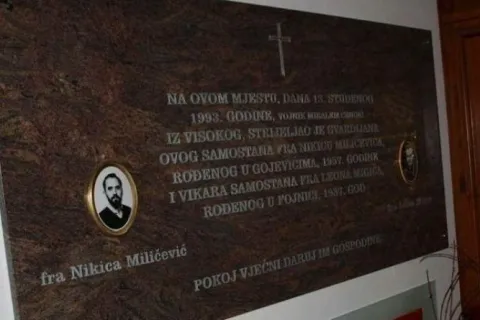 NA OVOM MJESTU, DANA 13. STUDENOG
1993. GODINE, VOJNIK
IZ VISOKOG, STRIJELJAO JE GVARDIJANA
OVOG SAMOSTANA FRA NIKICU MILIČEVIĆA,
ROĐENOG U GOJEVIĆIMA, 1957. GODINE
I VIKARA SAMOSTANA FRA LEONA MIGIĆA,
ROĐENOG U FOJNICI, 1937. GOD.
fra Nikica Miličević
POKOJ VJEČNI DARUJ IM GOSPODINE